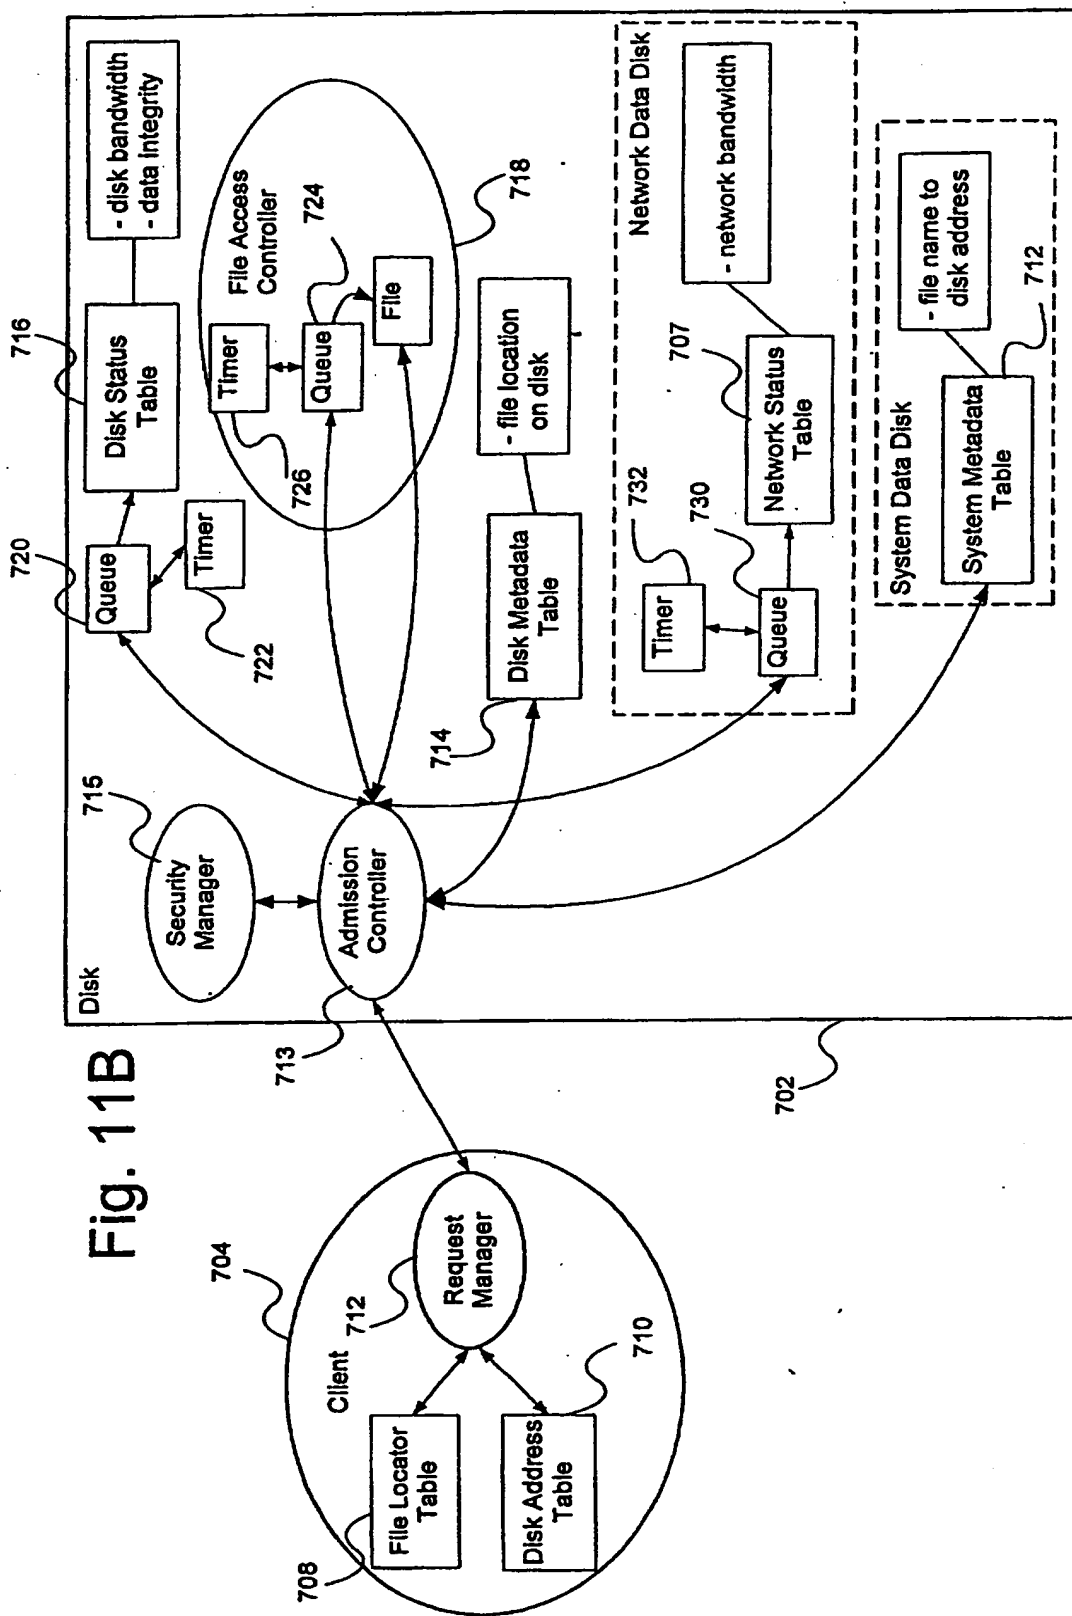 Fig. 11B
704
Client
712
Request
Manager
File Locator
Table
708
Disk Address
Table
710
702
Disk
Security
Manager
715
Admission
Controller
713
720
Queue
Timer
722
716
Disk Status
Table
- disk bandwidth
- data integrity
File Access
Controller
Timer
726
Queue
724
File
718
714
Disk Metadata
Table
- file location
on disk
Network Data Disk
Timer
732
Queue
730
Network Status
Table
707
- network bandwidth
System Data Disk
System Metadata
Table
712
- file name to
disk address